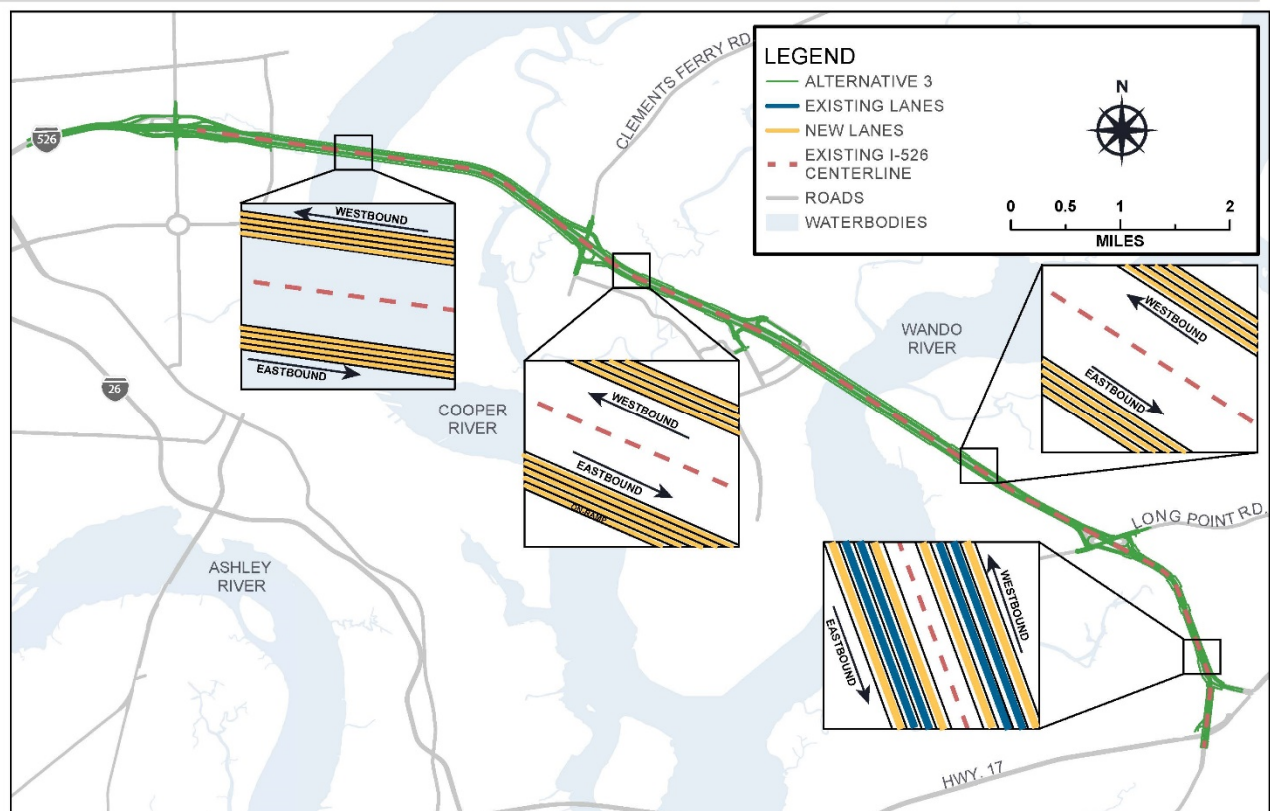 LEGEND
ALTERNATIVE 3
EXISTING LANES
NEW LANES
EXISTING I-526
CENTERLINE
ROADS
WATERBODIES
N
0 0.5 1 2
MILES
CLEMENTS FERRY RD.
526
WESTBOUND
EASTBOUND
WANDO
RIVER
WESTBOUND
EASTBOUND
26
COOPER
RIVER
WESTBOUND
EASTBOUND
ON RAMP
LONG POINT RD.
ASHLEY
RIVER
WESTBOUND
EASTBOUND
HWY. 17